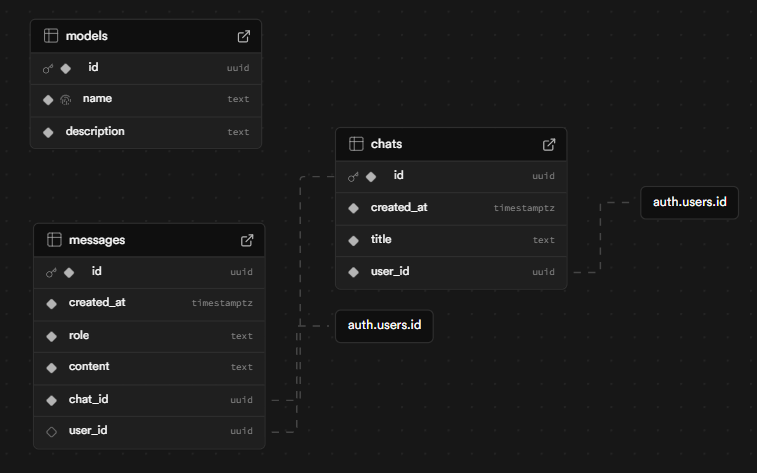 models
id uuid
name text
description text
chats
id uuid
created_at timestamptz
title text
user_id uuid
auth.users.id
messages
id uuid
created_at timestamptz
role text
content text
chat_id uuid
user_id uuid
auth.users.id